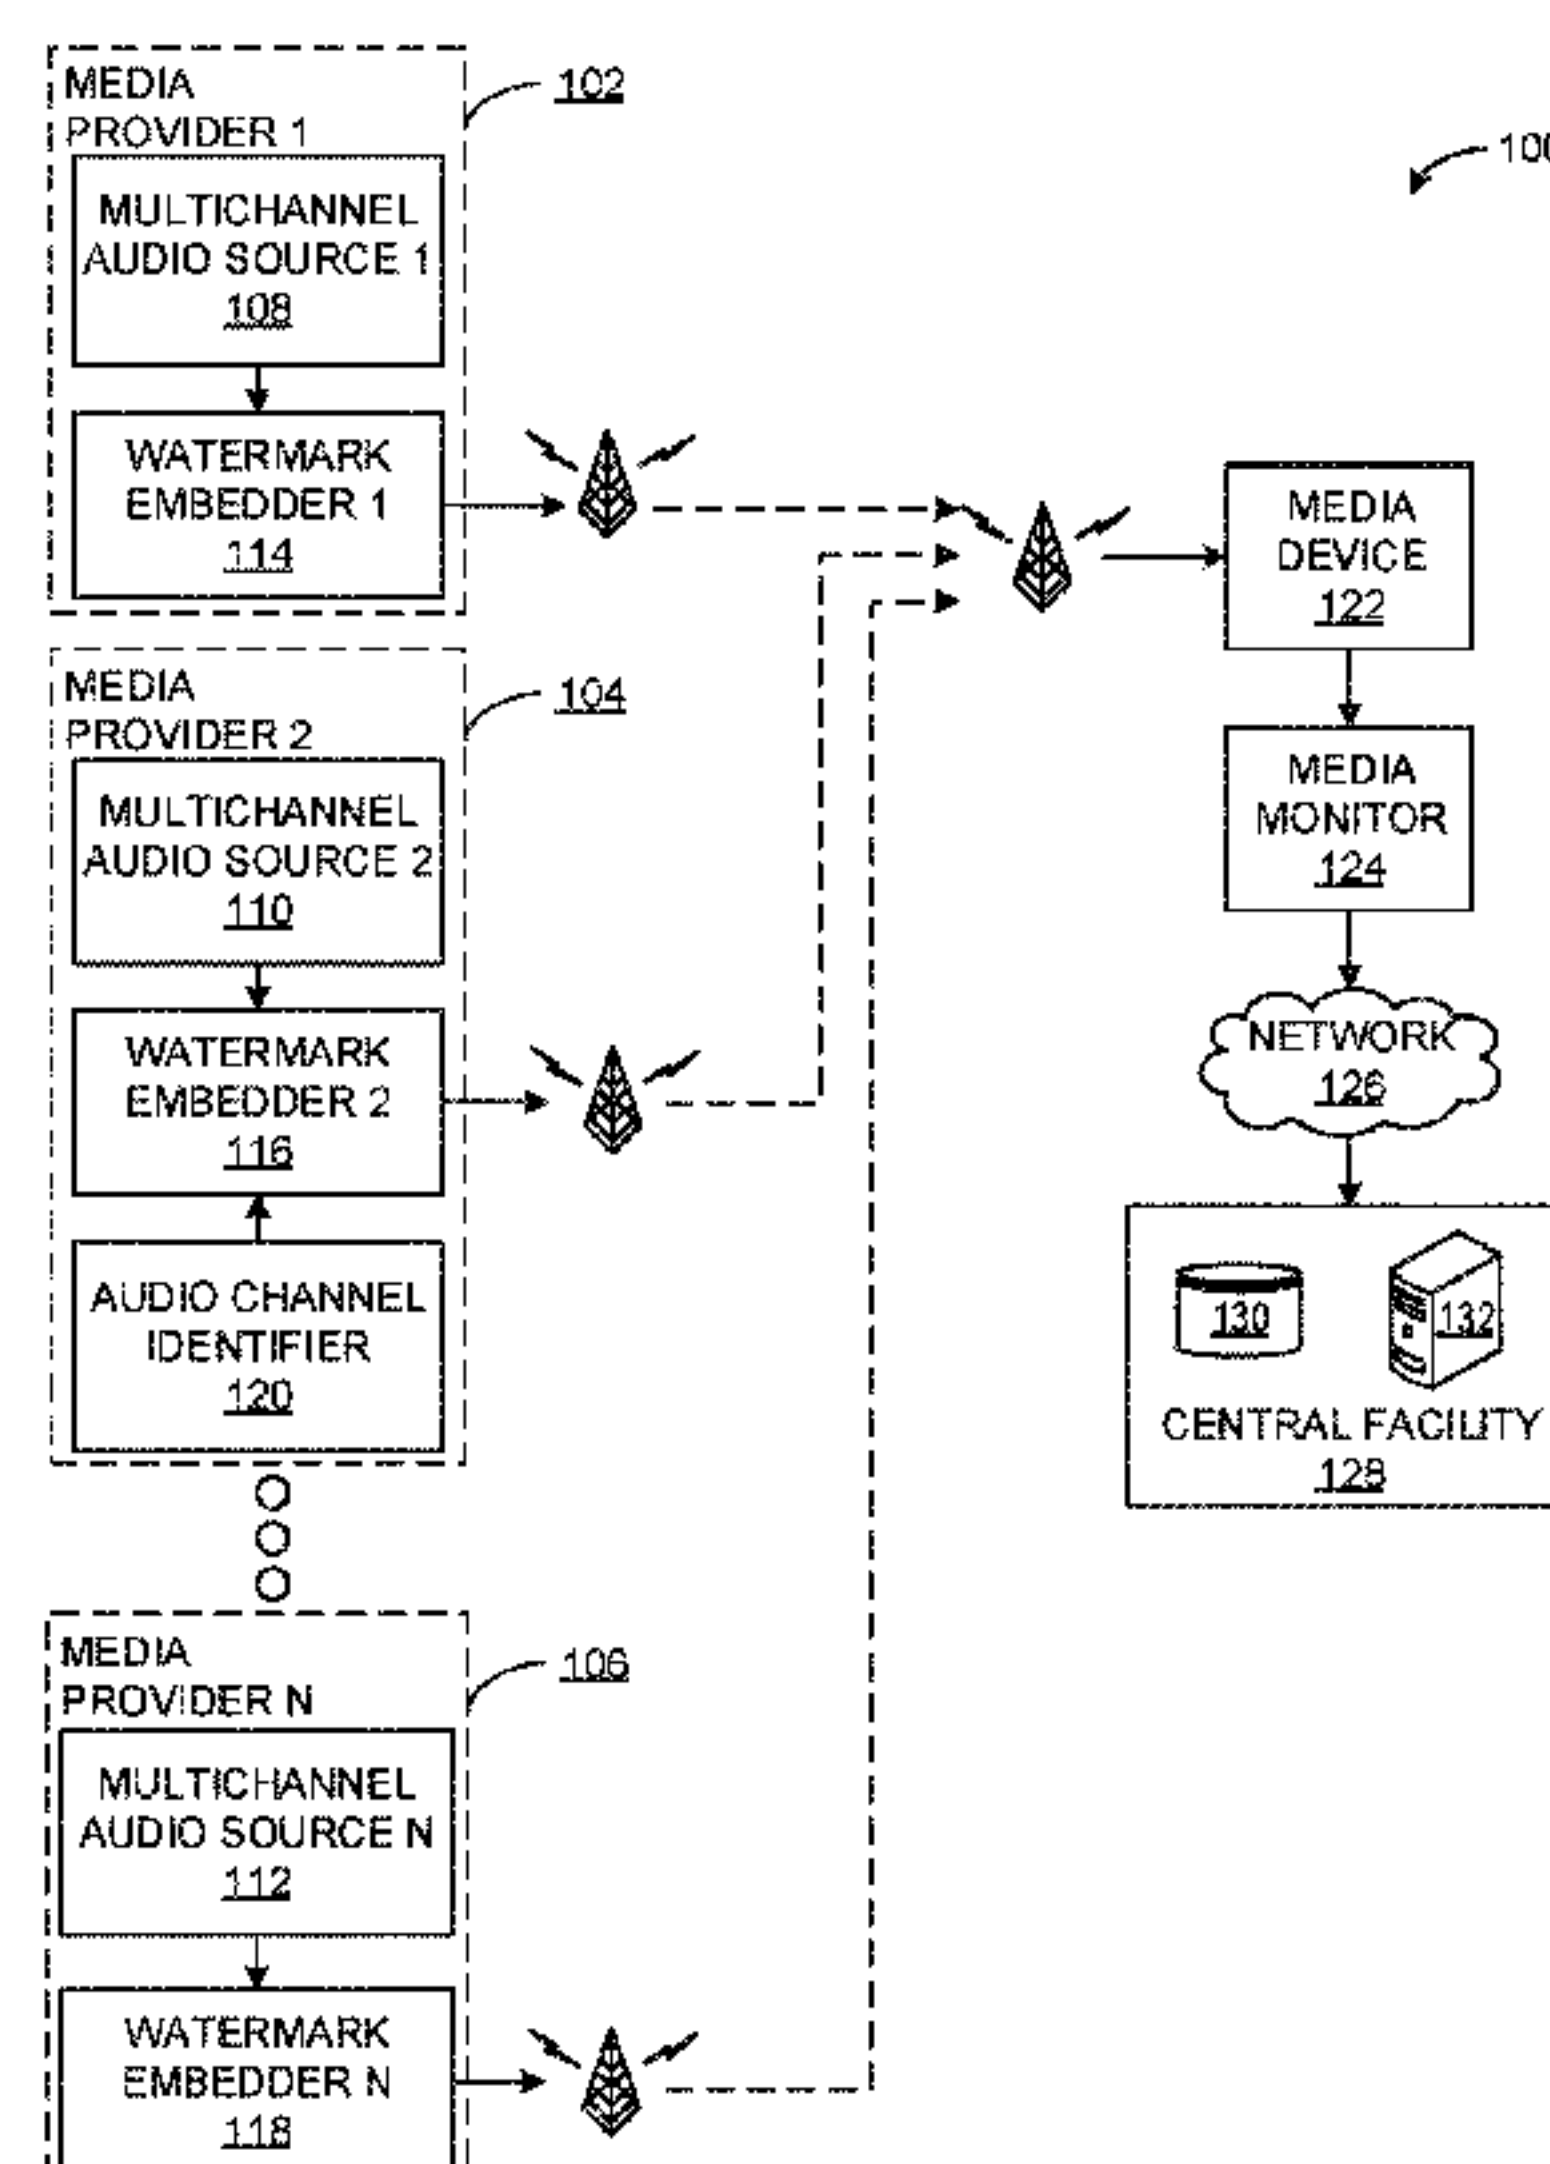 MEDIA
PROVIDER 1
102
MULTICHANNEL
AUDIO SOURCE 1
108
WATERMARK
EMBEDDER 1
114
MEDIA
PROVIDER 2
104
MULTICHANNEL
AUDIO SOURCE 2
110
WATERMARK
EMBEDDER 2
116
AUDIO CHANNEL
IDENTIFIER
120
MEDIA
PROVIDER N
106
MULTICHANNEL
AUDIO SOURCE N
112
WATERMARK
EMBEDDER N
118
100
MEDIA
DEVICE
122
MEDIA
MONITOR
124
NETWORK
126
130
132
CENTRAL FACILITY
128